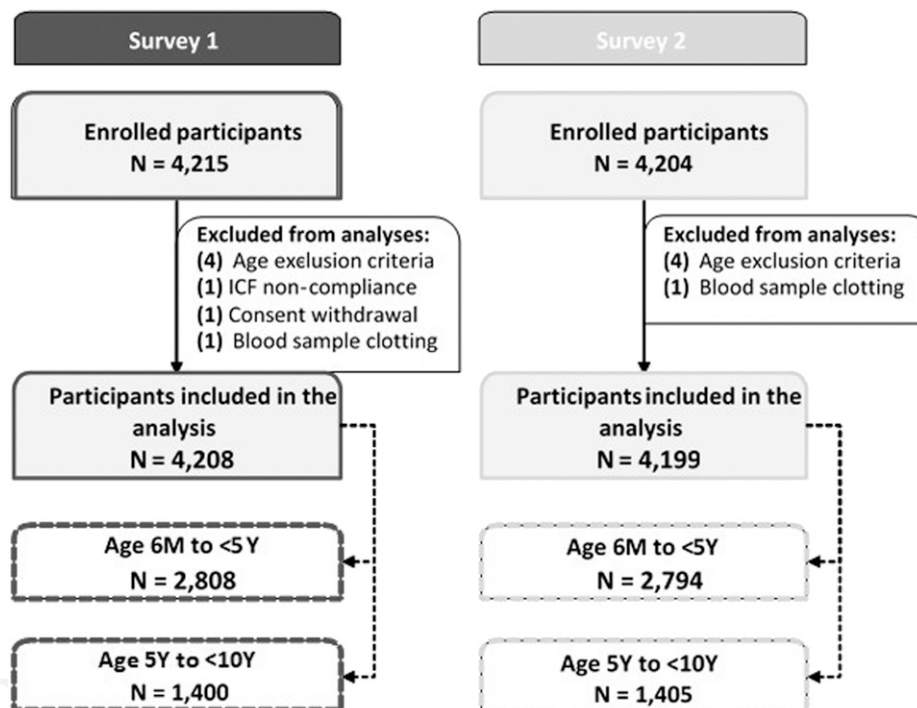 Survey 1
Enrolled participants
N = 4,215
Excluded from analyses:
(4) Age exclusion criteria
(1) ICF non-compliance
(1) Consent withdrawal
(1) Blood sample clotting
Participants included in the
analysis
N = 4,208
Age 6M to <5Y
N = 2,808
Age 5Y to <10Y
N = 1,400
Survey 2
Enrolled participants
N = 4,204
Excluded from analyses:
(4) Age exclusion criteria
(1) Blood sample clotting
Participants included in the
analysis
N = 4,199
Age 6M to <5Y
N = 2,794
Age 5Y to <10Y
N = 1,405